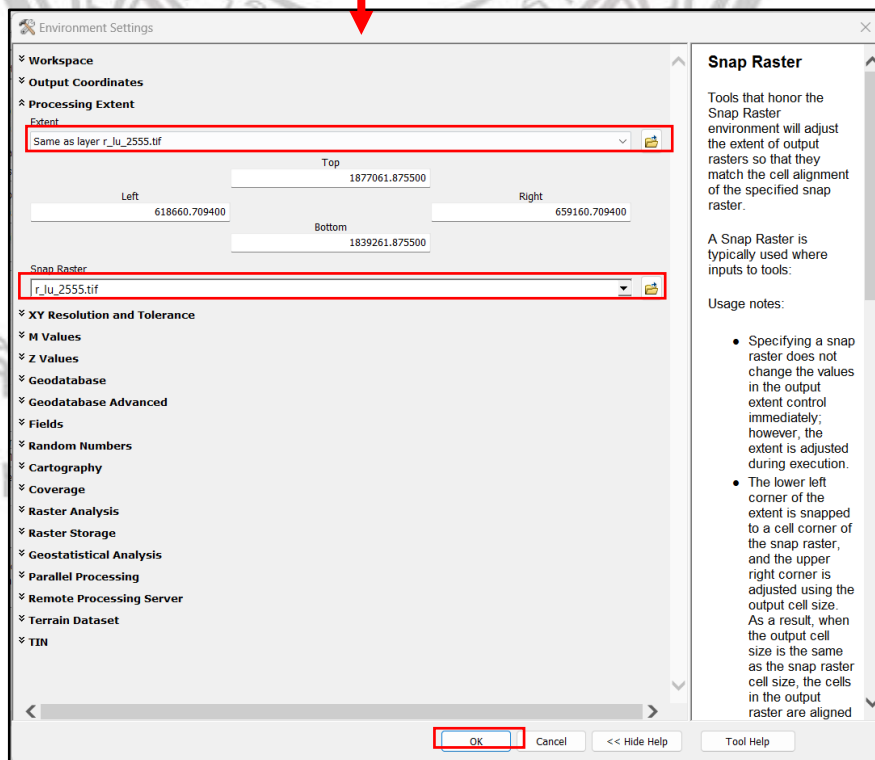 Environment Settings
Workspace
Output Coordinates
Processing Extent
Extent
Same as layer r_lu_2555.tif
Top
1877061.875500
Left
Right
618660.709400
659160.709400
Bottom
1839261.875500
Snap Raster
r_lu_2555.tif
XY Resolution and Tolerance
M Values
Z Values
Geodatabase
Geodatabase Advanced
Fields
Random Numbers
Cartography
Coverage
Raster Analysis
Raster Storage
Geostatistical Analysis
Parallel Processing
Remote Processing Server
Terrain Dataset
TIN
OK
Cancel
<< Hide Help
Tool Help
Snap Raster
Tools that honor the
Snap Raster
environment will adjust
the extent of output
rasters so that they
match the cell alignment
of the specified snap
raster.
A Snap Raster is
typically used where
inputs to tools:
Usage notes:
• Specifying a snap
raster does not
change the values
in the output
extent control
immediately;
however, the
extent is adjusted
during execution.
• The lower left
corner of the
extent is snapped
to a cell corner of
the snap raster,
and the upper
right corner is
adjusted using the
output cell size.
As a result, when
the output cell
size is the same
as the snap raster
cell size, the cells
in the output
raster are aligned